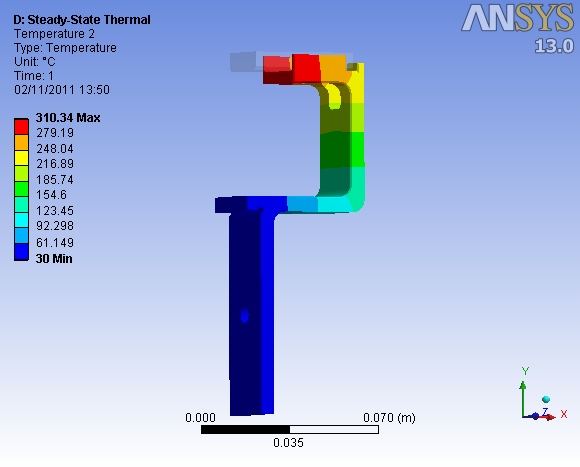 D: Steady-State Thermal
Temperature 2
Type: Temperature
Unit: °C
Time: 1
02/11/2011 13:50
ANSYS
13.0
310.34 Max
279.19
248.04
216.89
185.74
154.6
123.45
92.298
61.149
30 Min
0.000
0.070 (m)
0.035
Y
Z
X